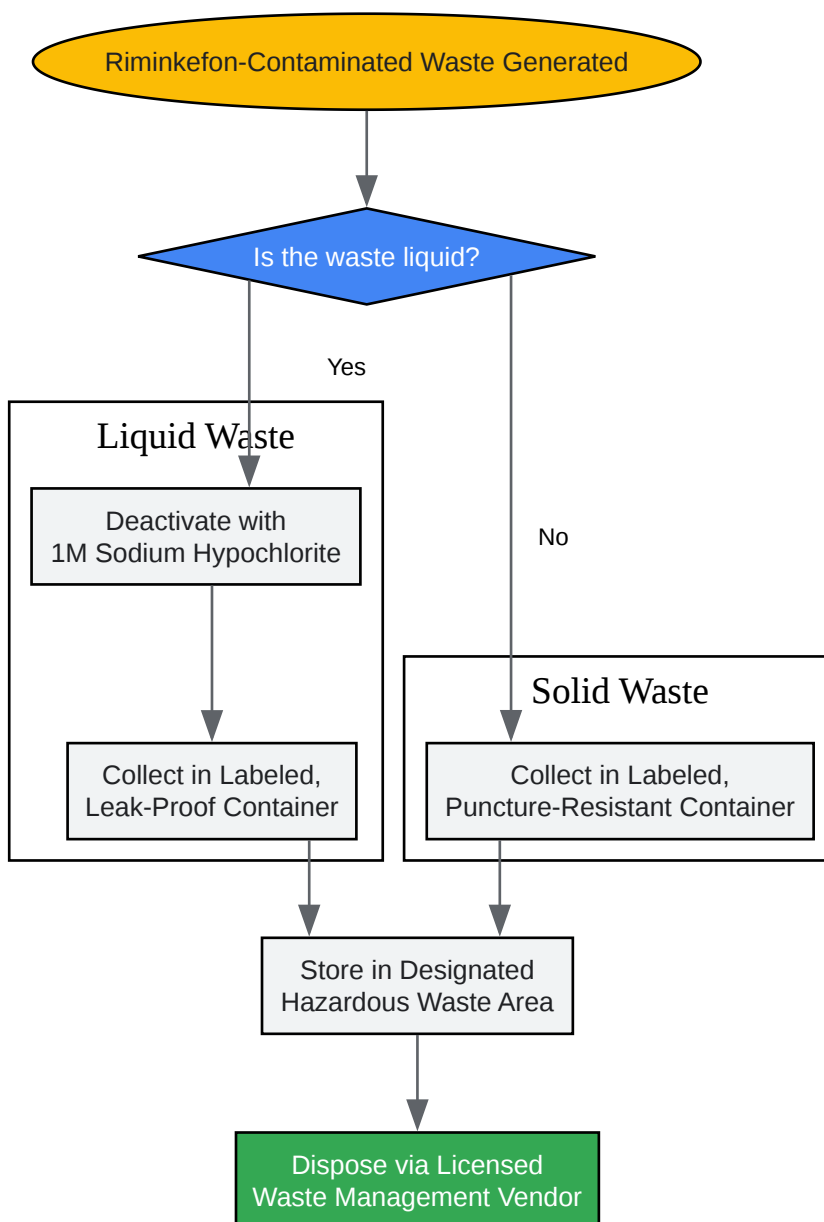 Riminkefon-Contaminated Waste Generated
Is the waste liquid?
Yes
Liquid Waste
Deactivate with
1M Sodium Hypochlorite
No
Solid Waste
Collect in Labeled,
Leak-Proof Container
Collect in Labeled,
Puncture-Resistant Container
Store in Designated
Hazardous Waste Area
Dispose via Licensed
Waste Management Vendor